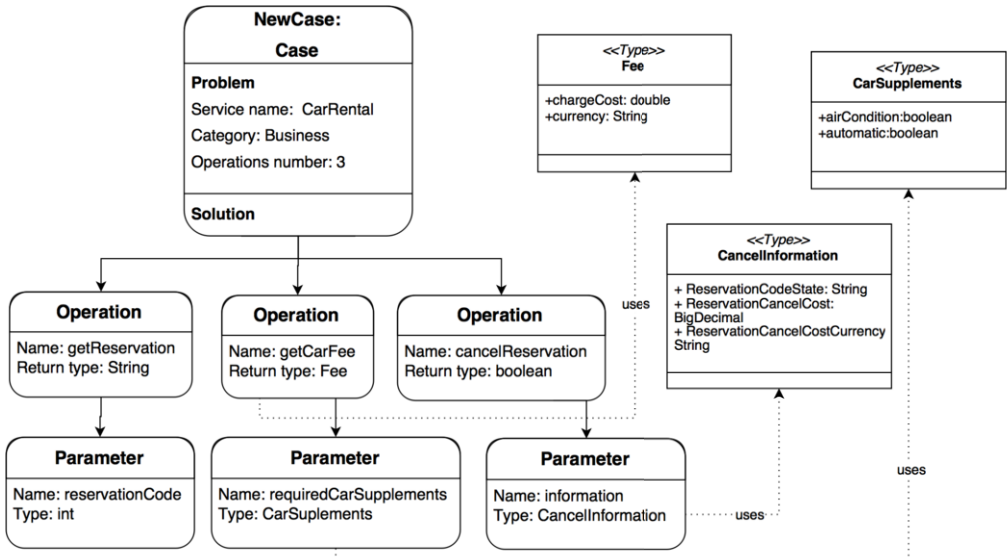 NewCase:
Case
Problem
Service name: CarRental
Category: Business
Operations number: 3
Solution
<<Type>>
Fee
+chargeCost: double
+currency: String
<<Type>>
CarSupplements
+airCondition:boolean
+automatic:boolean
<<Type>>
CancelInformation
+ ReservationCodeState: String
+ ReservationCancelCost:
BigDecimal
+ ReservationCancelCostCurrency
String
uses
Operation
Name: getReservation
Return type: String
Operation
Name: getCarFee
Return type: Fee
Operation
Name: cancelReservation
Return type: boolean
Parameter
Name: reservationCode
Type: int
Parameter
Name: requiredCarSupplements
Type: CarSuplements
Parameter
Name: information
Type: CancelInformation
uses
uses